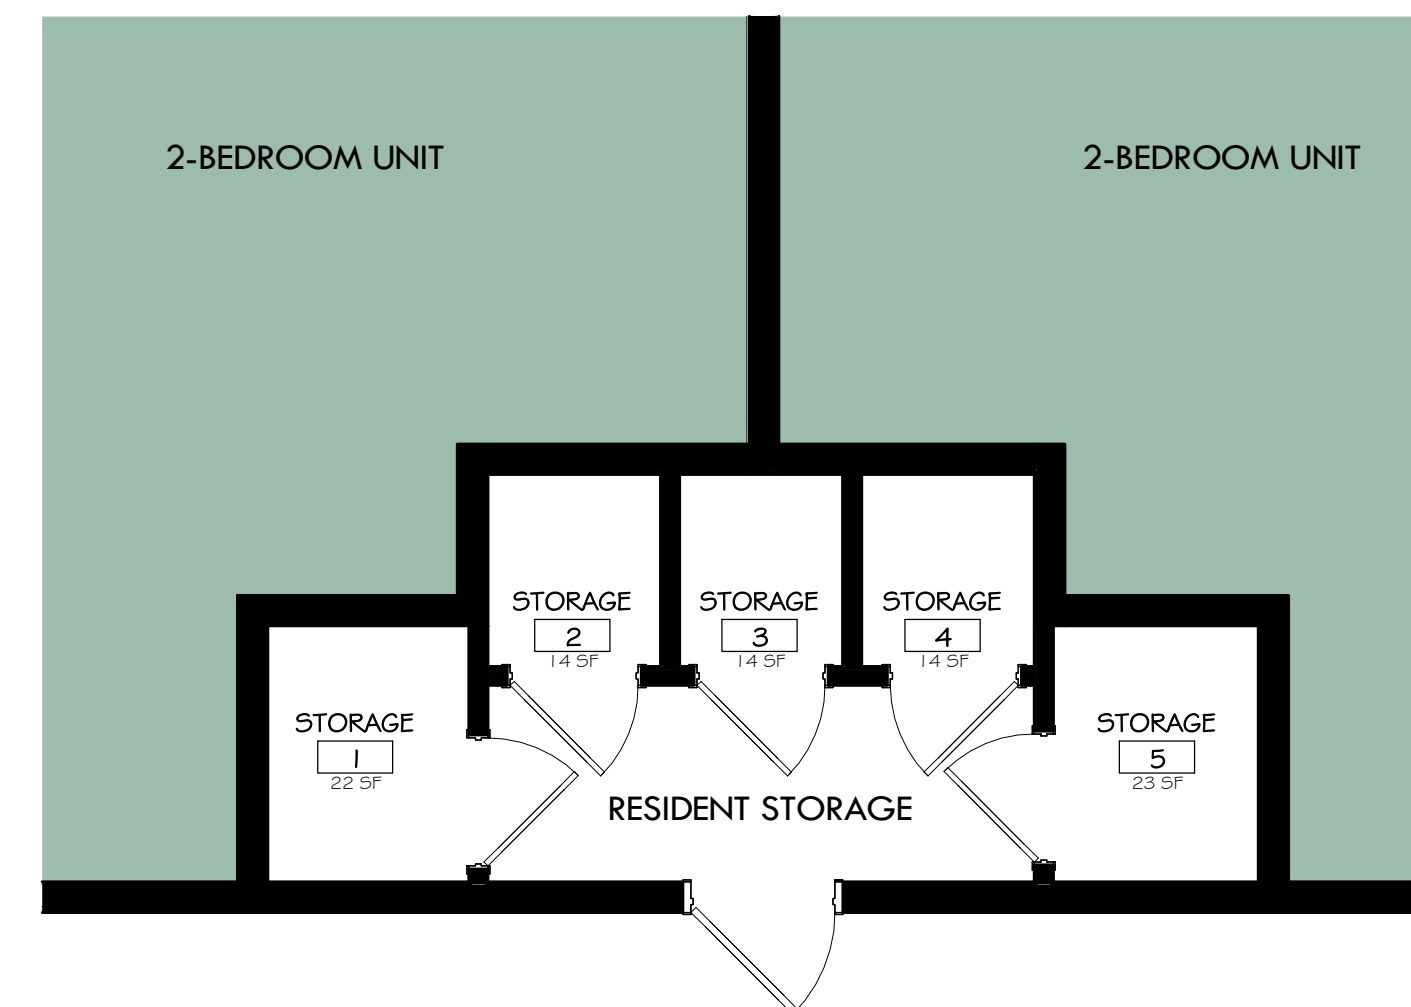 2-BEDROOM UNIT
2-BEDROOM UNIT
STORAGE
2
14 SF
STORAGE
3
14 SF
STORAGE
4
14 SF
STORAGE
1
22 SF
STORAGE
5
23 SF
RESIDENT STORAGE